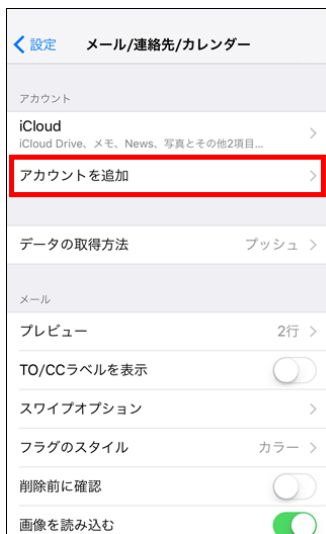 設定 メール/連絡先/カレンダー
アカウント
iCloud
iCloud Drive、メモ、News、写真とその他2項目...
アカウントを追加
データの取得方法 プッシュ
メール
プレビュー 2行
TO/CCラベルを表示
スワイプオプション
フラグのスタイル カラー
削除前に確認
画像を読み込む